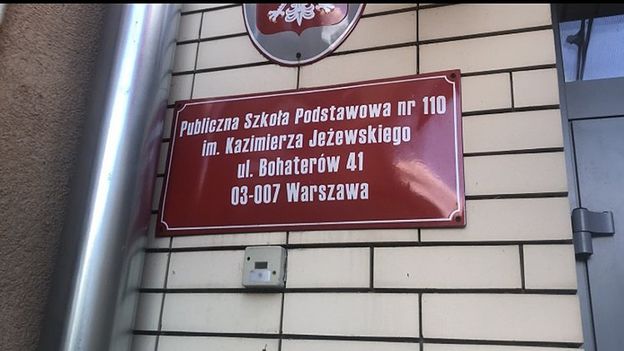 Publiczna Szkoła Podstawowa nr 110
im. Kazimierza Jeżewskiego
ul. Bohaterów 41
03-007 Warszawa